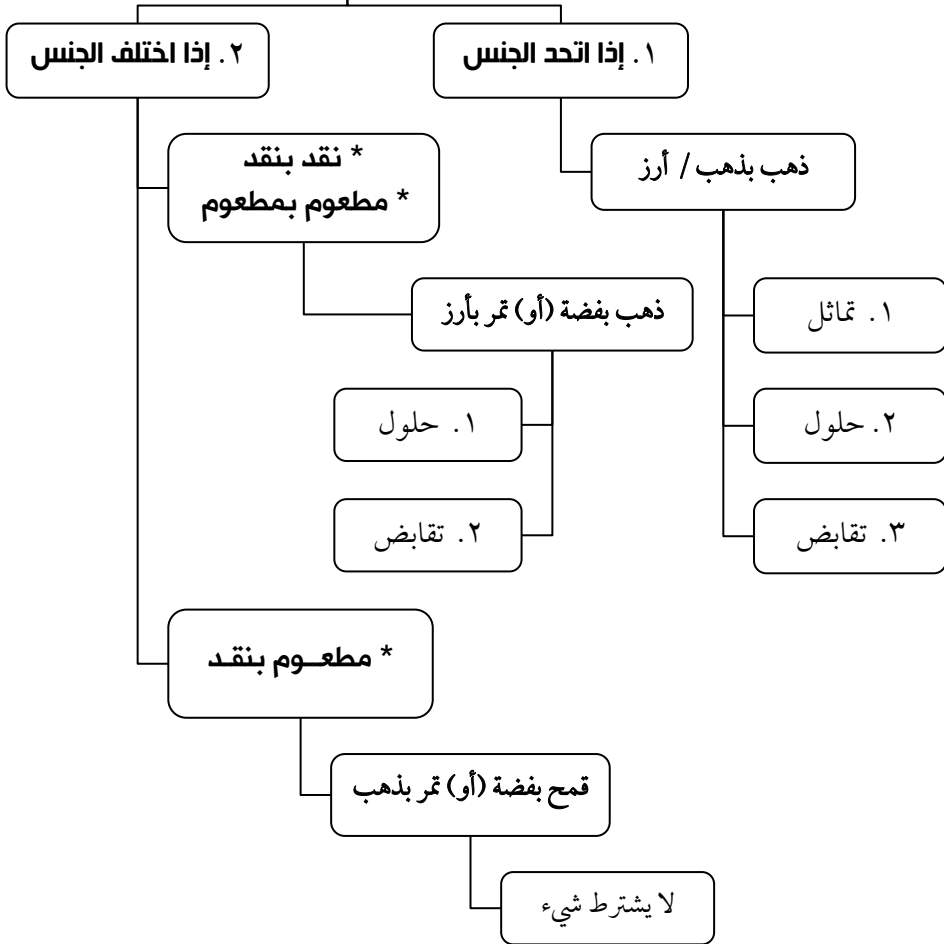 ١. إذا اتحد الجنس
٢. إذا اختلف الجنس
ذهب بذهب / أرز
* نقد بنقد
* مطعوم بمطعوم
١. تماثل
ذهب بفضة (أو) تمر بأرز
٢. حلول
١. حلول
٣. تقابض
٢. تقابض
* مطعـــوم بنقـد
قمح بفضة (أو) تمر بذهب
لا يشترط شيء